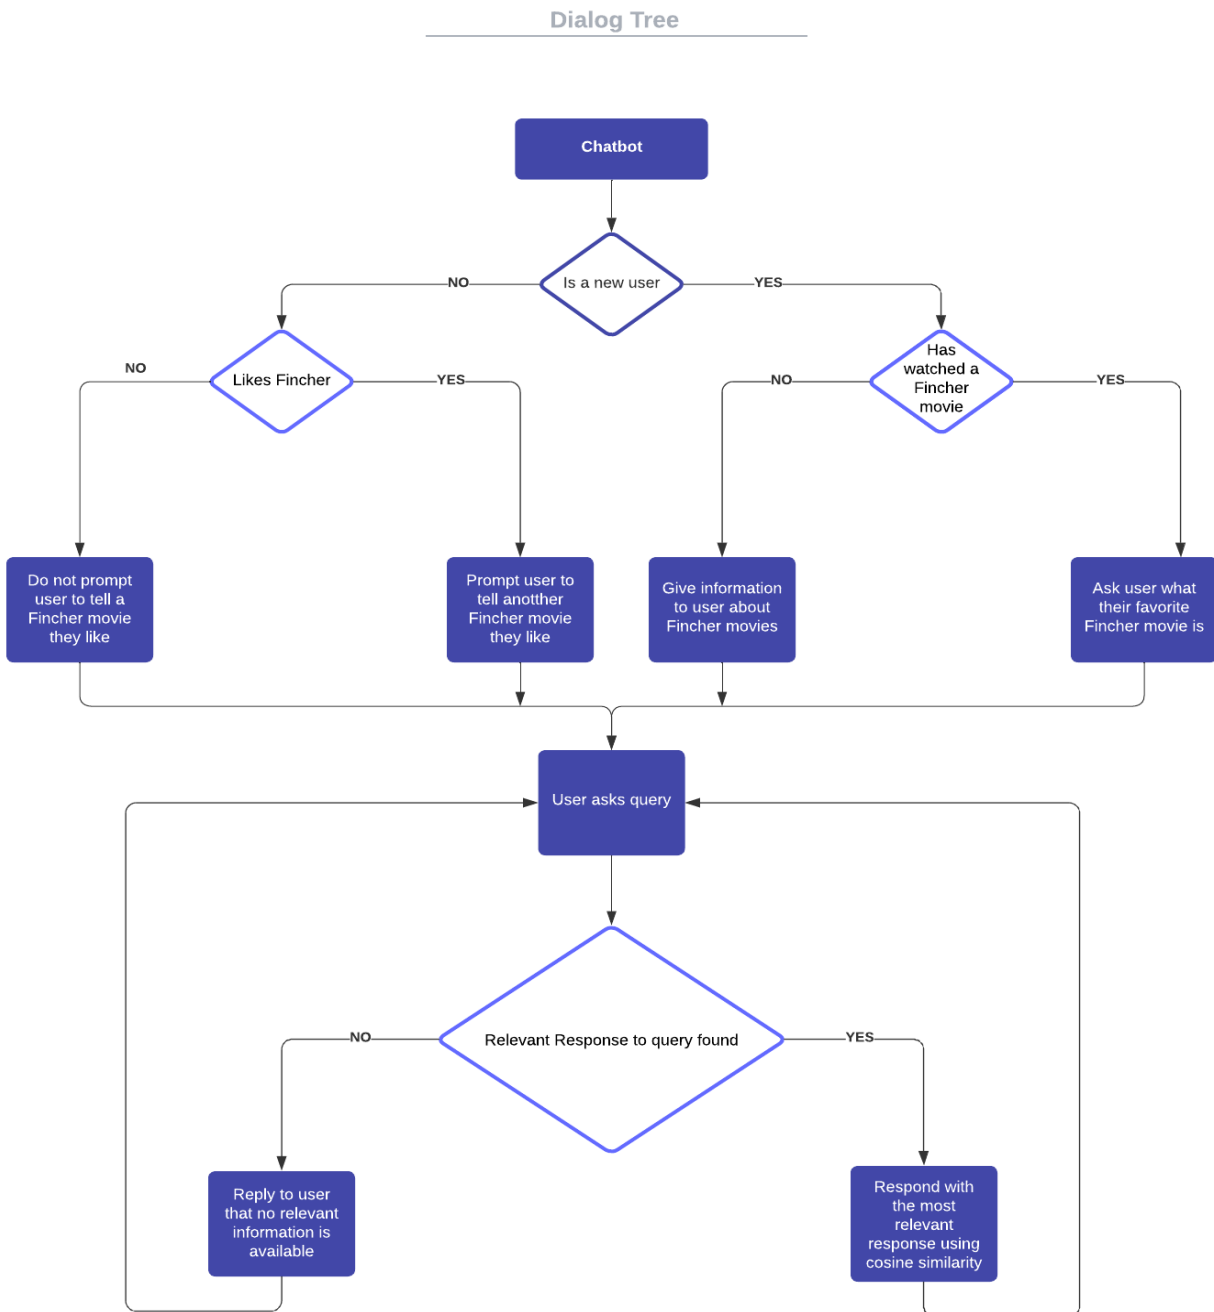 Dialog Tree
Chatbot
Is a new user
NO
YES
Likes Fincher
NO
YES
Has
watched a
Fincher
movie
NO
YES
Do not prompt
user to tell a
Fincher movie
they like
Prompt user to
tell anotther
Fincher movie
they like
Give information
to user about
Fincher movies
Ask user what
their favorite
Fincher movie is
User asks query
Relevant Response to query found
NO
YES
Reply to user
that no relevant
information is
available
Respond with
the most
relevant
response using
cosine similarity